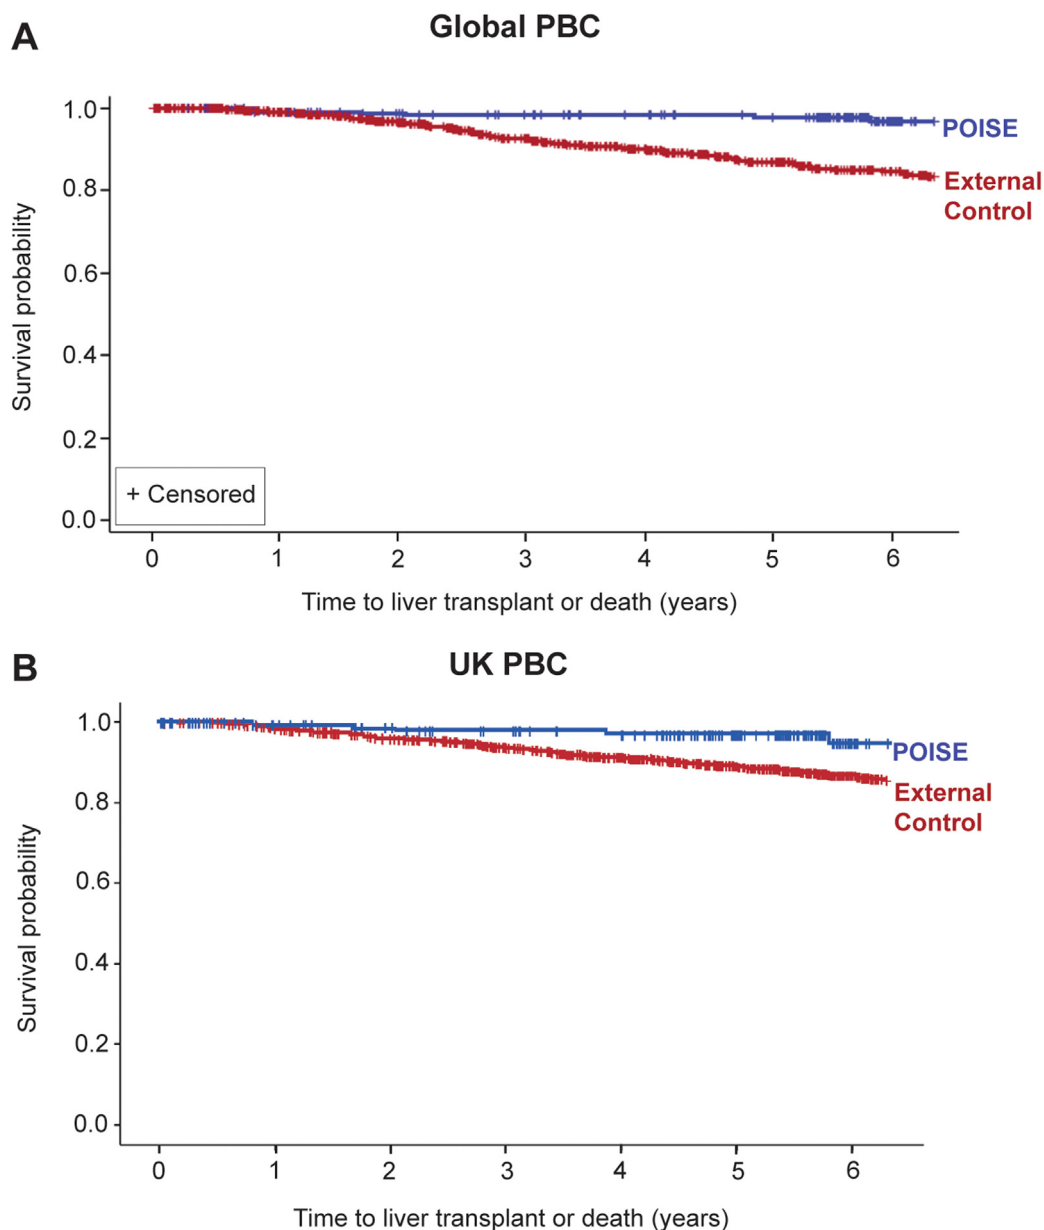 A
Global PBC
Survival probability
1.0
0.8
0.6
0.4
0.2
0.0
POISE
External
Control
+ Censored
0 1 2 3 4 5 6
Time to liver transplant or death (years)
B
UK PBC
Survival probability
1.0
0.8
0.6
0.4
0.2
0.0
POISE
External
Control
0 1 2 3 4 5 6
Time to liver transplant or death (years)